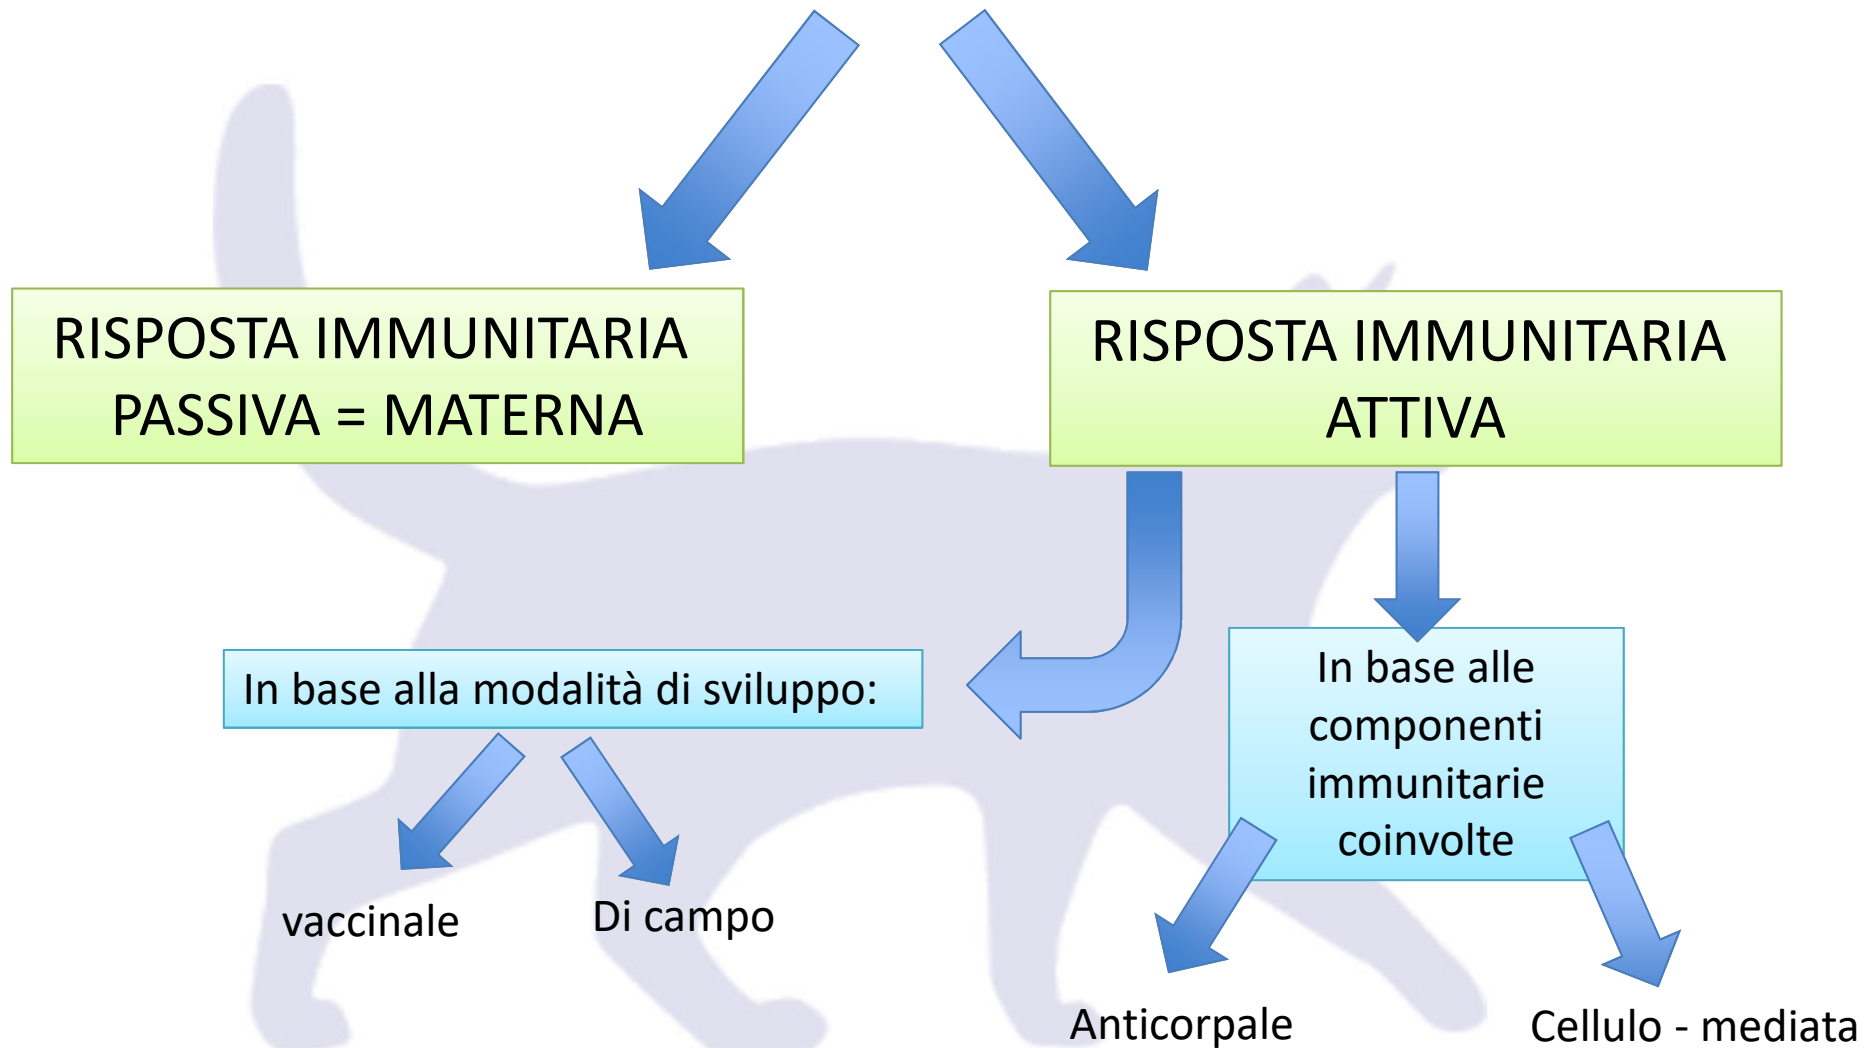 RISPOSTA IMMUNITARIA
PASSIVA = MATERNA
RISPOSTA IMMUNITARIA
ATTIVA
In base alla modalità di sviluppo:
vaccinale
Di campo
In base alle
componenti
immunitarie
coinvolte
Anticorpale
Cellulo - mediata